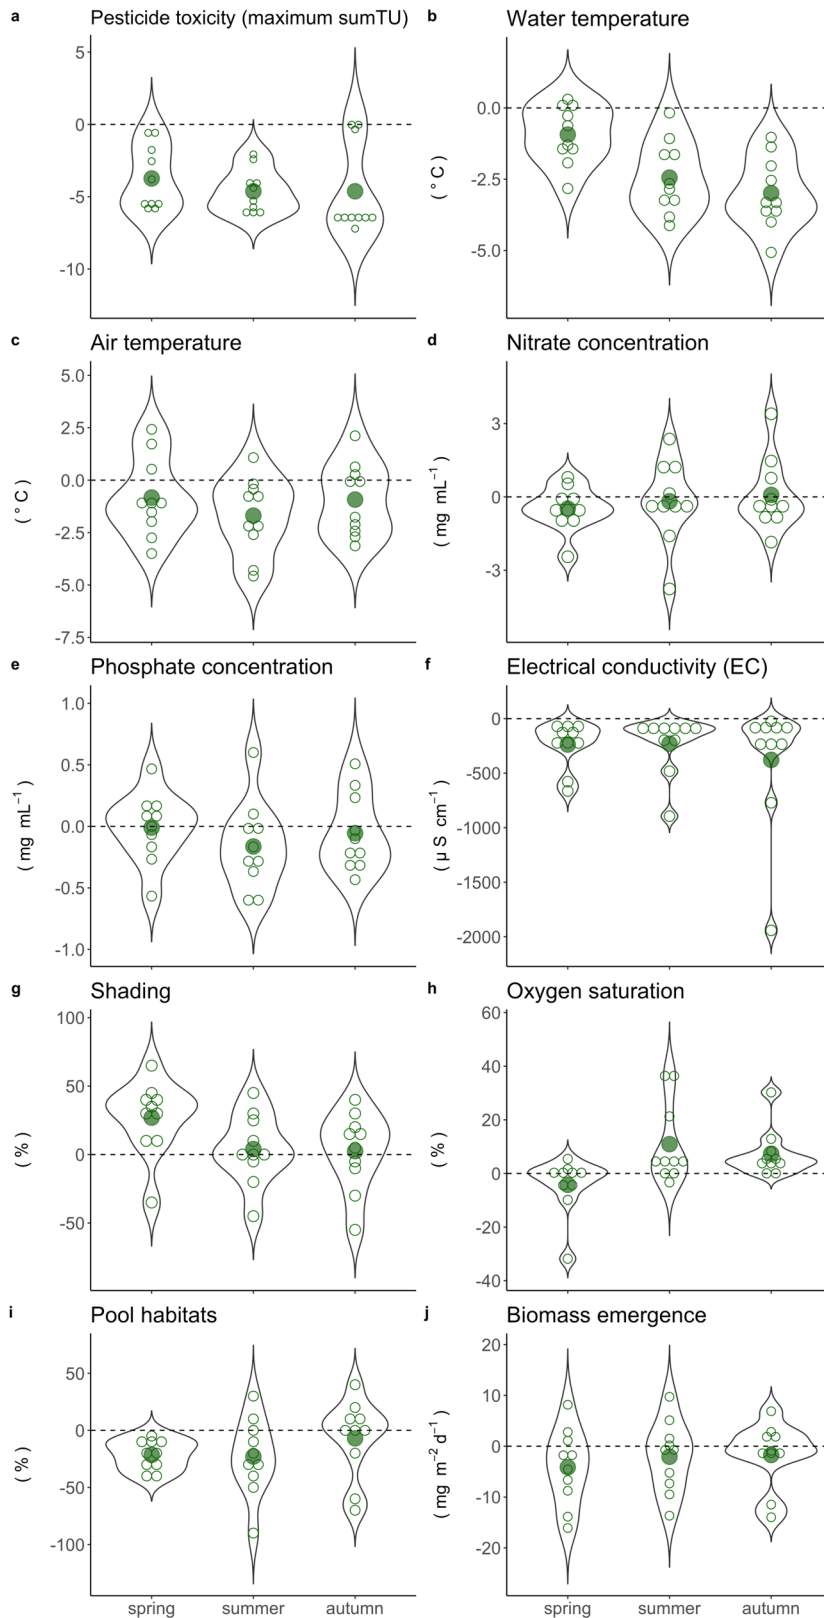 a Pesticide toxicity (maximum sumTU)
5
0
-5
-10
b Water temperature
( ° C )
0.0
-2.5
-5.0
c Air temperature
( ° C )
5.0
2.5
0.0
-2.5
-5.0
-7.5
d Nitrate concentration
( mg mL⁻¹ )
3
0
-3
e Phosphate concentration
( mg mL⁻¹ )
1.0
0.5
0.0
-0.5
-1.0
f Electrical conductivity (EC)
( µ S cm⁻¹ )
0
-500
-1000
-1500
-2000
g Shading
( % )
100
50
0
-50
h Oxygen saturation
( % )
60
40
20
0
-20
-40
i Pool habitats
( % )
50
0
-50
-100
spring summer autumn
j Biomass emergence
( mg m⁻² d⁻¹ )
20
10
0
-10
-20
spring summer autumn